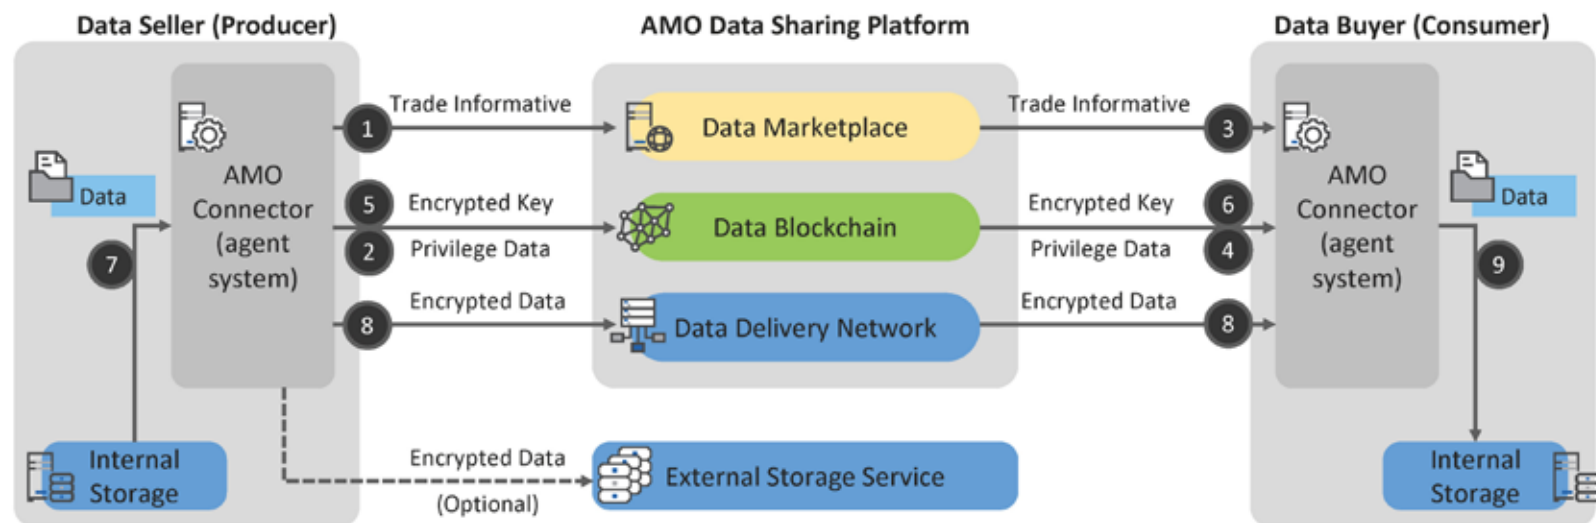 Data Seller (Producer)
AMO Data Sharing Platform
Data Buyer (Consumer)
Trade Informative
1
Data Marketplace
Trade Informative
3
Data
AMO
Connector
(agent
system)
7
5
Encrypted Key
2
Privilege Data
Data Blockchain
Encrypted Key
6
Privilege Data
4
AMO
Connector
(agent
system)
Data
9
8
Encrypted Data
Data Delivery Network
Encrypted Data
8
Internal
Storage
Encrypted Data
(Optional)
External Storage Service
Internal
Storage